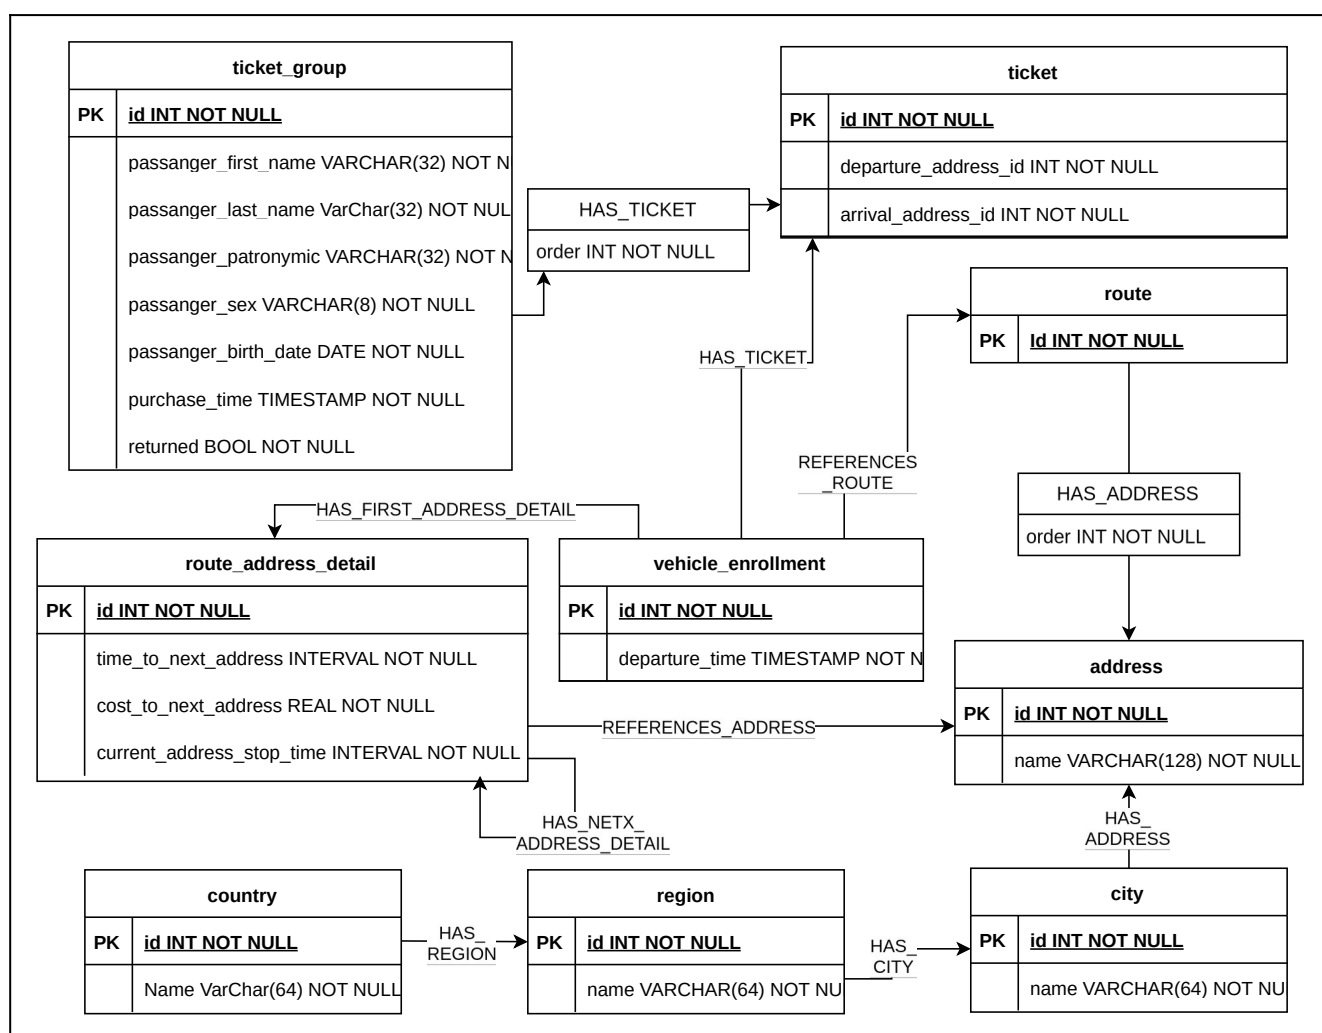 ticket_group
PK id INT NOT NULL
passanger_first_name VARCHAR(32) NOT N
passanger_last_name VarChar(32) NOT NUL
passanger_patronymic VARCHAR(32) NOT N
passanger_sex VARCHAR(8) NOT NULL
passanger_birth_date DATE NOT NULL
purchase_time TIMESTAMP NOT NULL
returned BOOL NOT NULL
HAS_TICKET
order INT NOT NULL
ticket
PK id INT NOT NULL
departure_address_id INT NOT NULL
arrival_address_id INT NOT NULL
HAS_TICKET
REFERENCES
_ROUTE
route
PK Id INT NOT NULL
HAS_ADDRESS
order INT NOT NULL
HAS_FIRST_ADDRESS_DETAIL
route_address_detail
PK id INT NOT NULL
time_to_next_address INTERVAL NOT NULL
cost_to_next_address REAL NOT NULL
current_address_stop_time INTERVAL NOT NULL
vehicle_enrollment
PK id INT NOT NULL
departure_time TIMESTAMP NOT N
REFERENCES_ADDRESS
address
PK id INT NOT NULL
name VARCHAR(128) NOT NULL
HAS_NETX_
ADDRESS_DETAIL
HAS_
ADDRESS
country
PK id INT NOT NULL
Name VarChar(64) NOT NULL
HAS_
REGION
region
PK id INT NOT NULL
name VARCHAR(64) NOT NU
HAS_
CITY
city
PK id INT NOT NULL
name VARCHAR(64) NOT NU